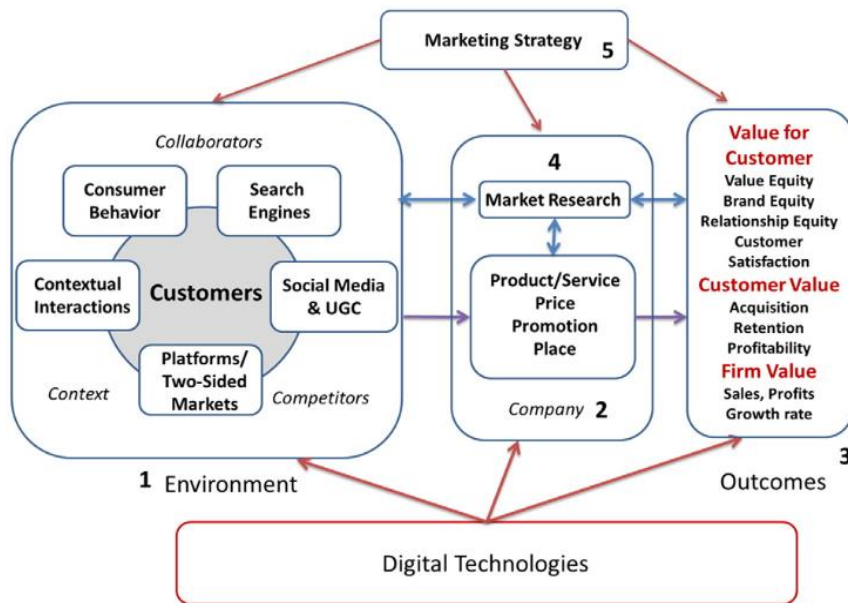 Marketing Strategy
5
Collaborators
Consumer
Behavior
Search
Engines
Contextual
Interactions
Customers
Social Media
& UGC
Platforms/
Two-Sided
Markets
Context
Competitors
1 Environment
4
Market Research
Product/Service
Price
Promotion
Place
Company 2
Value for
Customer
Value Equity
Brand Equity
Relationship Equity
Customer
Satisfaction
Customer Value
Acquisition
Retention
Profitability
Firm Value
Sales, Profits
Growth rate
3
Outcomes
Digital Technologies